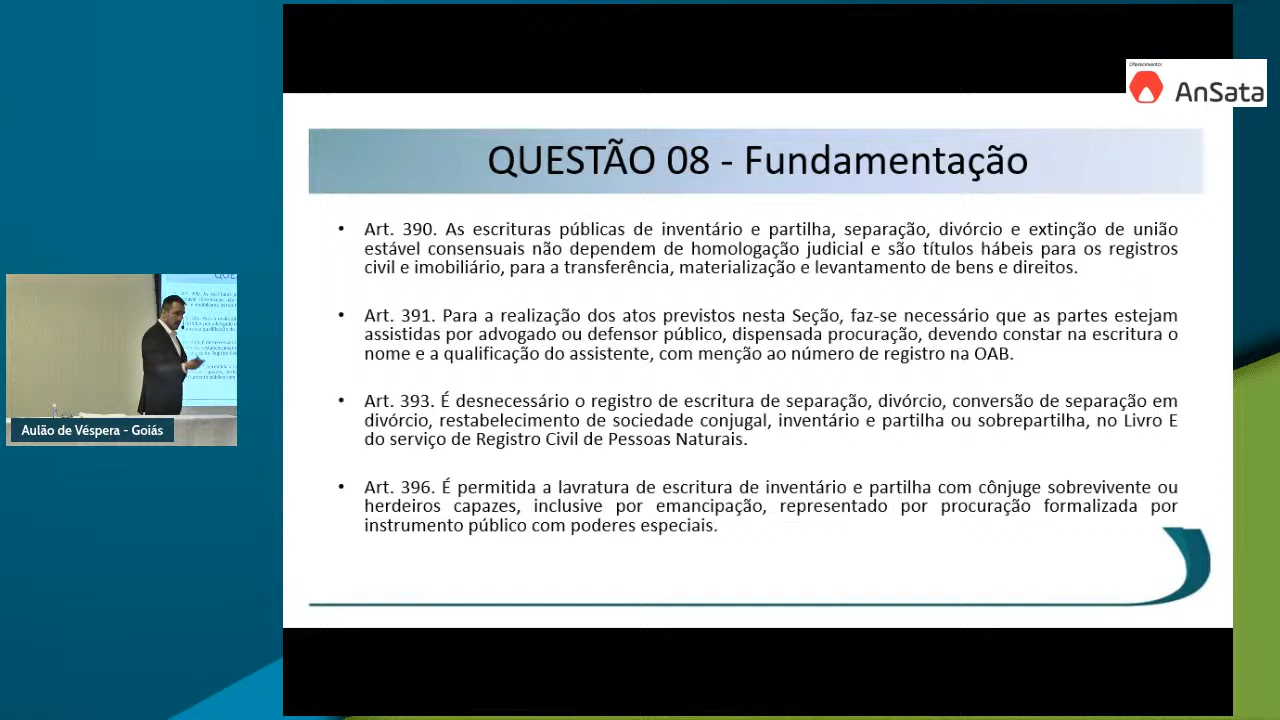 Oferecimento:
AnSata
QUESTÃO 08 - Fundamentação
• Art. 390. As escrituras públicas de inventário e partilha, separação, divórcio e extinção de união
estável consensuais não dependem de homologação judicial e são títulos hábeis para os registros
civil e imobiliário, para a transferência, materialização e levantamento de bens e direitos.
• Art. 391. Para a realização dos atos previstos nesta Seção, faz-se necessário que as partes estejam
assistidas por advogado ou defensor público, dispensada procuração, devendo constar na escritura o
nome e a qualificação do assistente, com menção ao número de registro na OAB.
• Art. 393. É desnecessário o registro de escritura de separação, divórcio, conversão de separação em
divórcio, restabelecimento de sociedade conjugal, inventário e partilha ou sobrepartilha, no Livro E
do serviço de Registro Civil de Pessoas Naturais.
• Art. 396. É permitida a lavratura de escritura de inventário e partilha com cônjuge sobrevivente ou
herdeiros capazes, inclusive por emancipação, representado por procuração formalizada por
instrumento público com poderes especiais.
Aulão de Véspera - Goiás